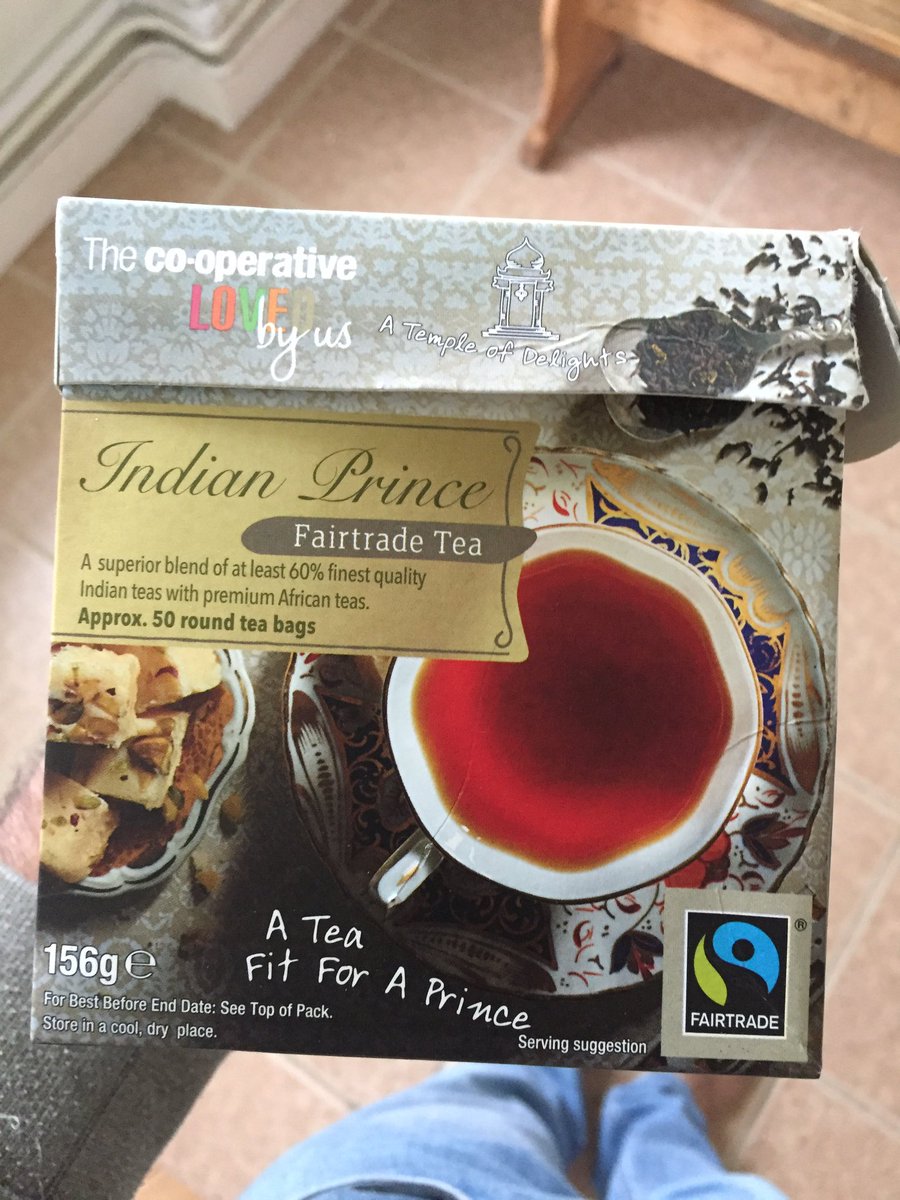 The co-operative
LOVED
by us
A Temple of Delights
Indian Prince
Fairtrade Tea
A superior blend of at least 60% finest quality
Indian teas with premium African teas.
Approx. 50 round tea bags
A Tea
Fit For A Prince
156g℮
For Best Before End Date: See Top of Pack.
Store in a cool, dry place.
Serving suggestion
®
FAIRTRADE